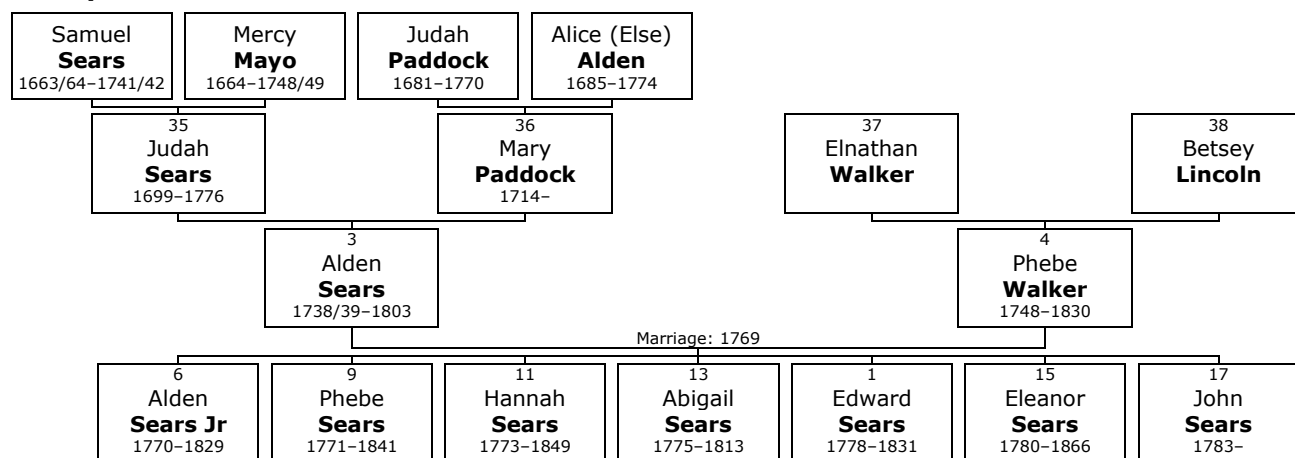 Samuel
Sears
1663/64–1741/42
Mercy
Mayo
1664–1748/49
Judah
Paddock
1681–1770
Alice (Else)
Alden
1685–1774
35
Judah
Sears
1699–1776
36
Mary
Paddock
1714–
37
Elnathan
Walker
38
Betsey
Lincoln
3
Alden
Sears
1738/39–1803
4
Phebe
Walker
1748–1830
Marriage: 1769
6
Alden
Sears Jr
1770–1829
9
Phebe
Sears
1771–1841
11
Hannah
Sears
1773–1849
13
Abigail
Sears
1775–1813
1
Edward
Sears
1778–1831
15
Eleanor
Sears
1780–1866
17
John
Sears
1783–